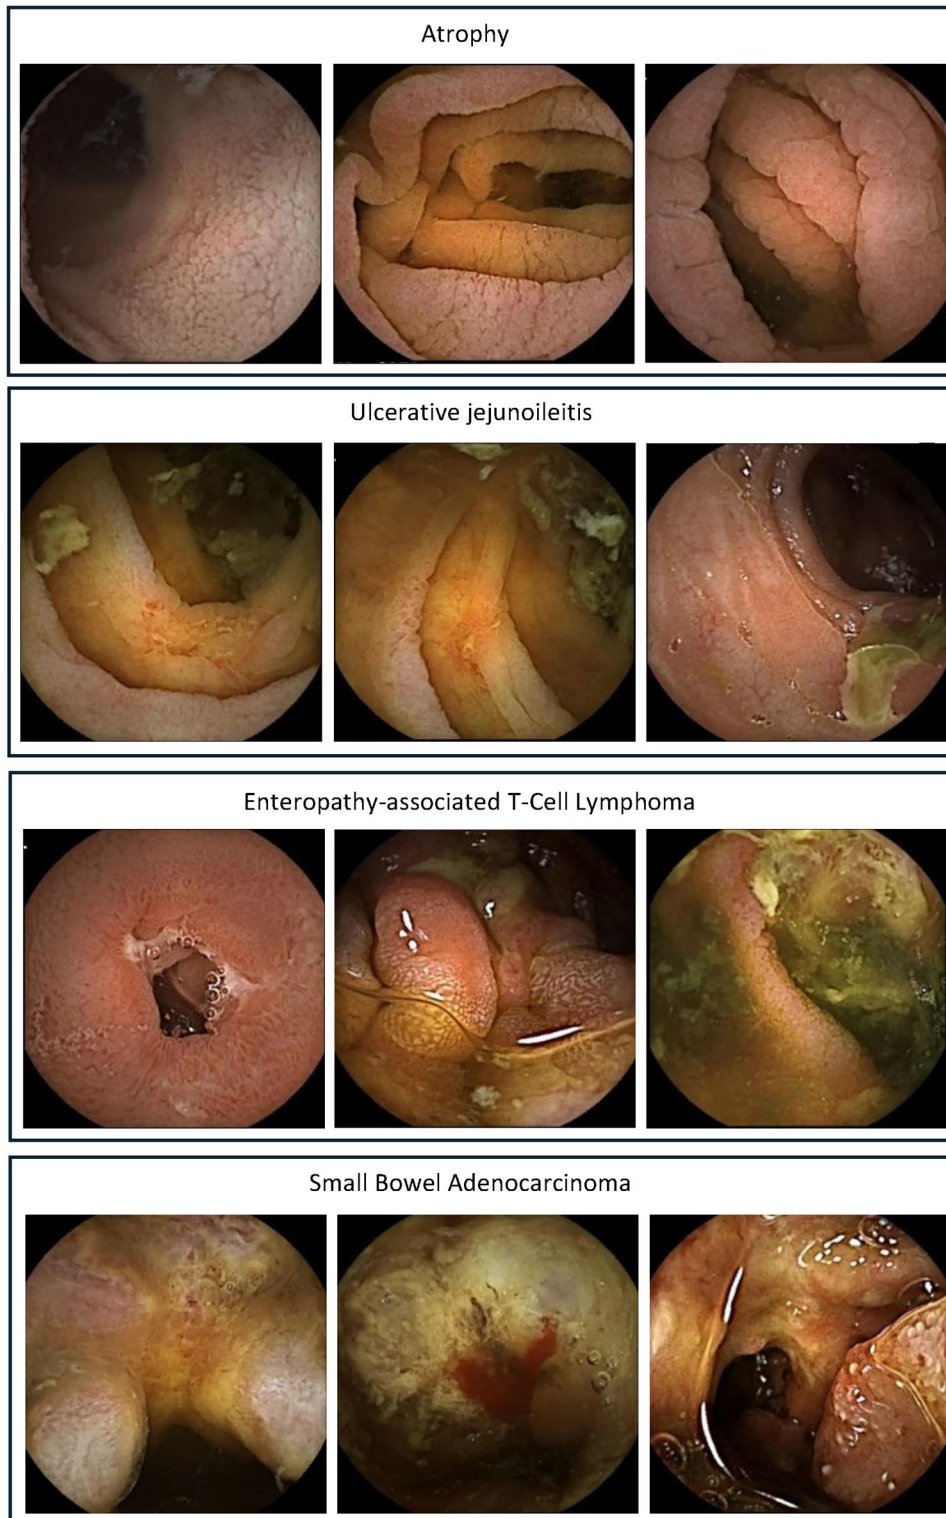 Atrophy
Ulcerative jejunoileitis
Enteropathy-associated T-Cell Lymphoma
Small Bowel Adenocarcinoma